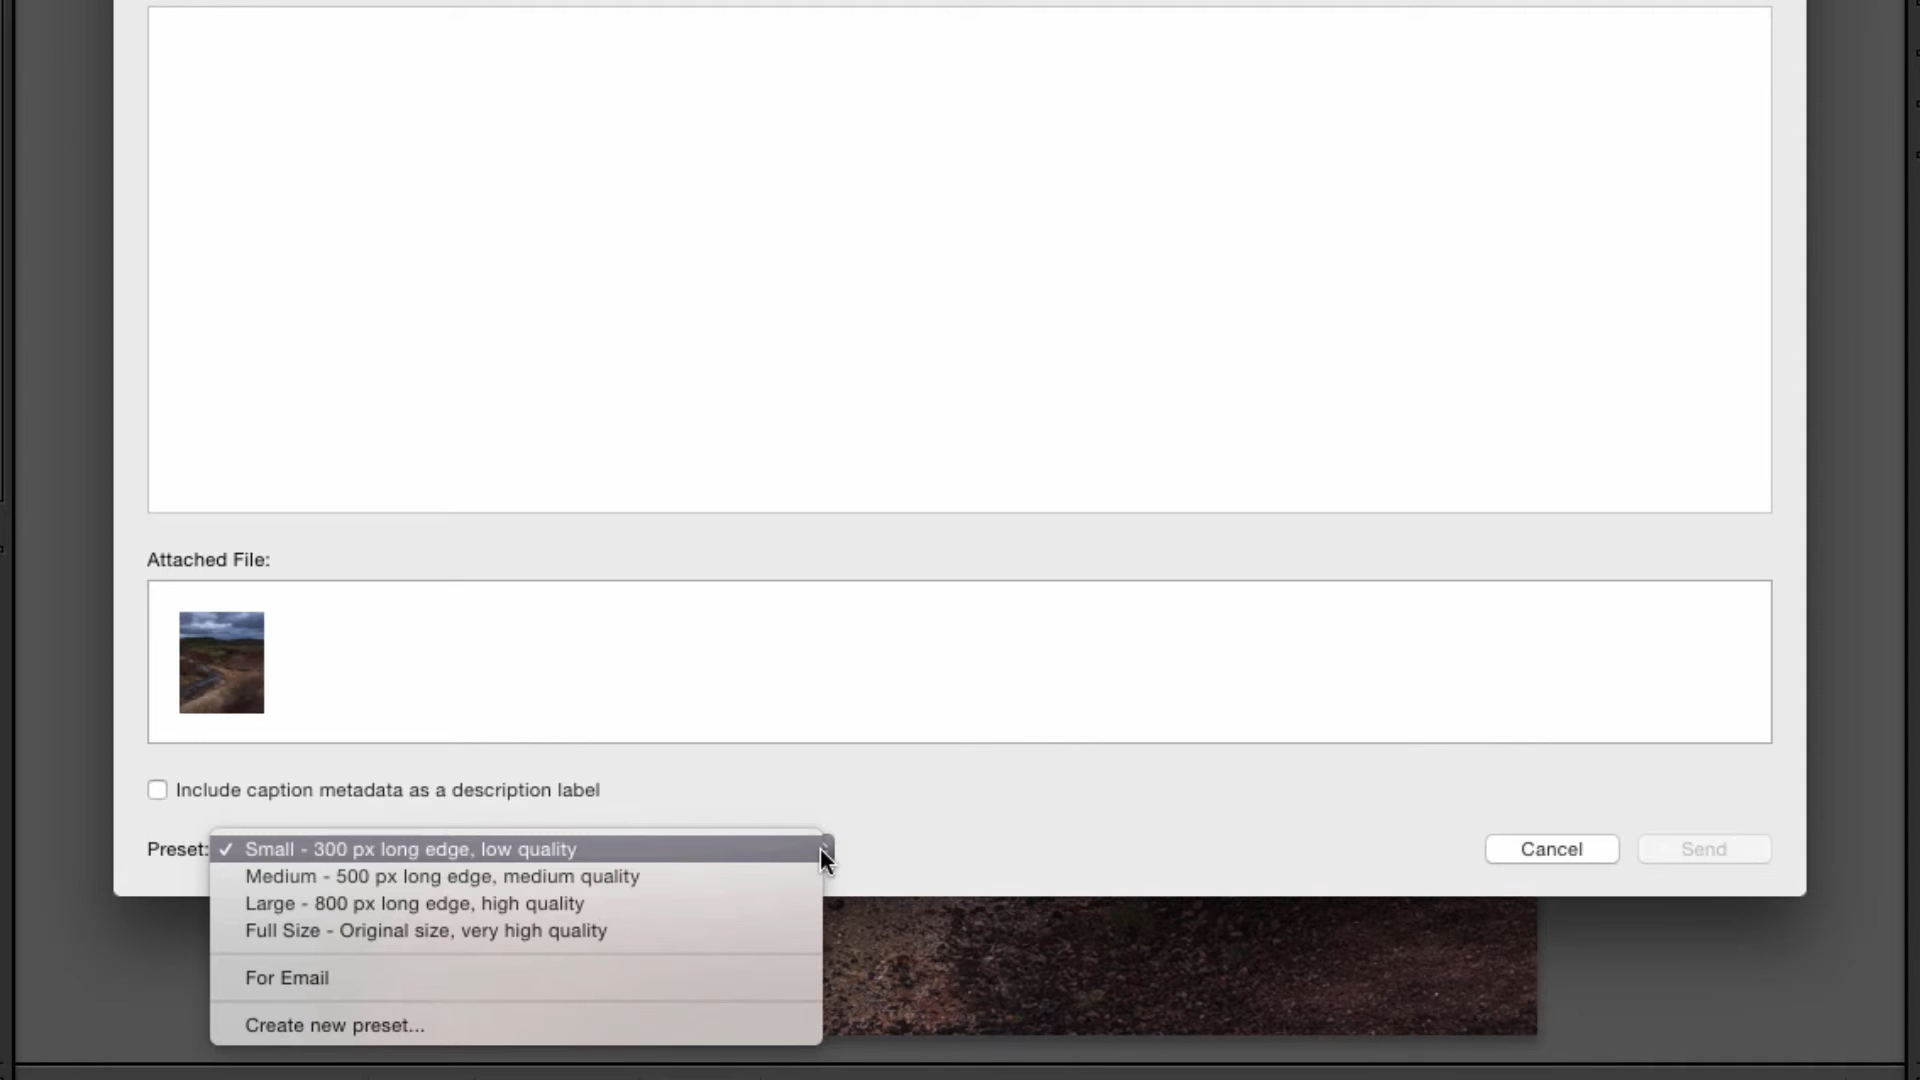 Attached File:
Include caption metadata as a description label
Preset: ✓ Small - 300 px long edge, low quality
Medium - 500 px long edge, medium quality
Large - 800 px long edge, high quality
Full Size - Original size, very high quality
For Email
Create new preset...
Cancel
Send